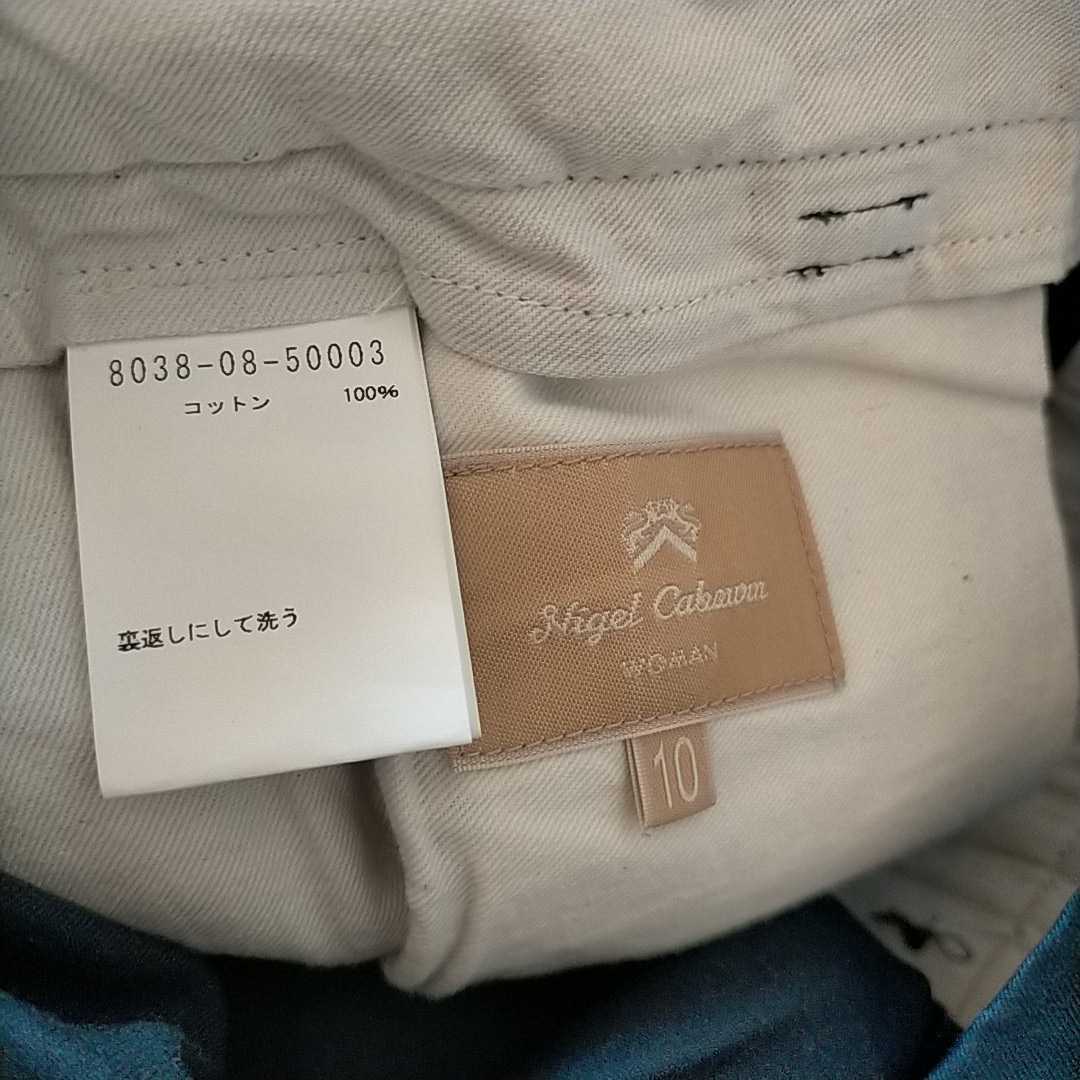 8038-08-50003
コットン 100%
裏返しにして洗う
Nigel Cabourn
WOMAN
10